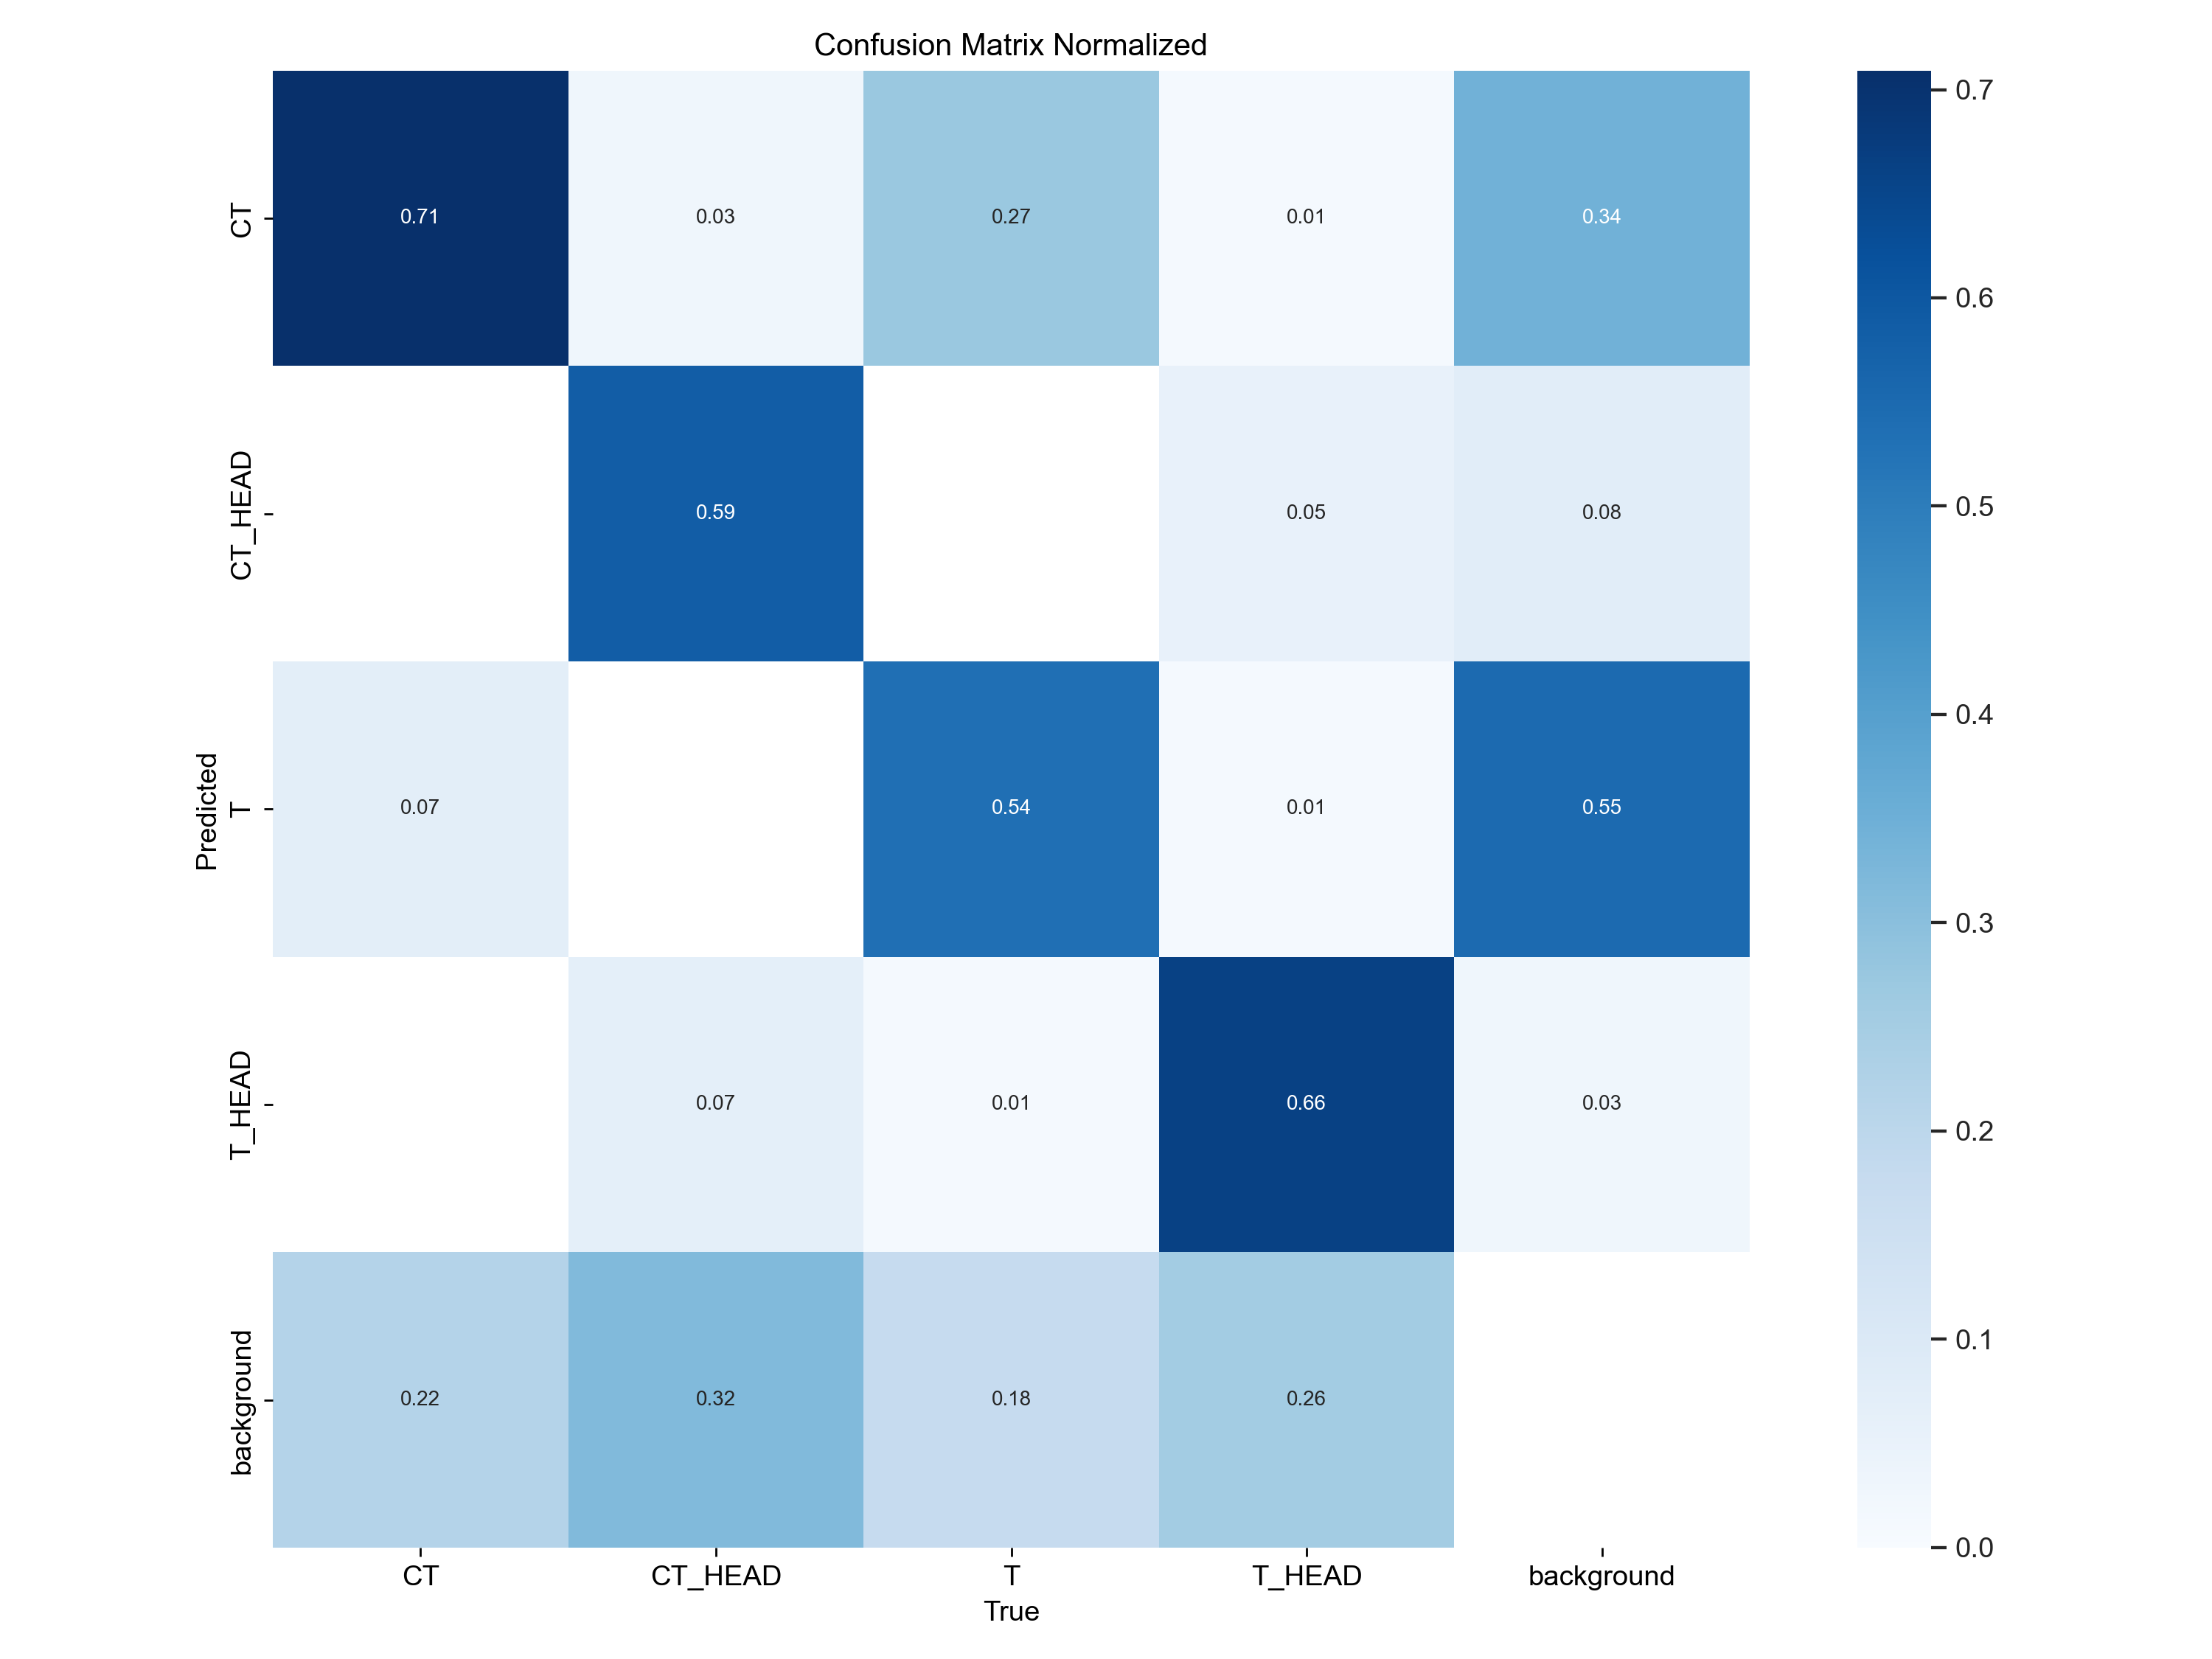 Confusion Matrix Normalized
CT 0.71 0.03 0.27 0.01 0.34
CT_HEAD 0.59 0.05 0.08
Predicted
T 0.07 0.54 0.01 0.55
T_HEAD 0.07 0.01 0.66 0.03
background 0.22 0.32 0.18 0.26
CT CT_HEAD T T_HEAD background
True
0.7
0.6
0.5
0.4
0.3
0.2
0.1
0.0